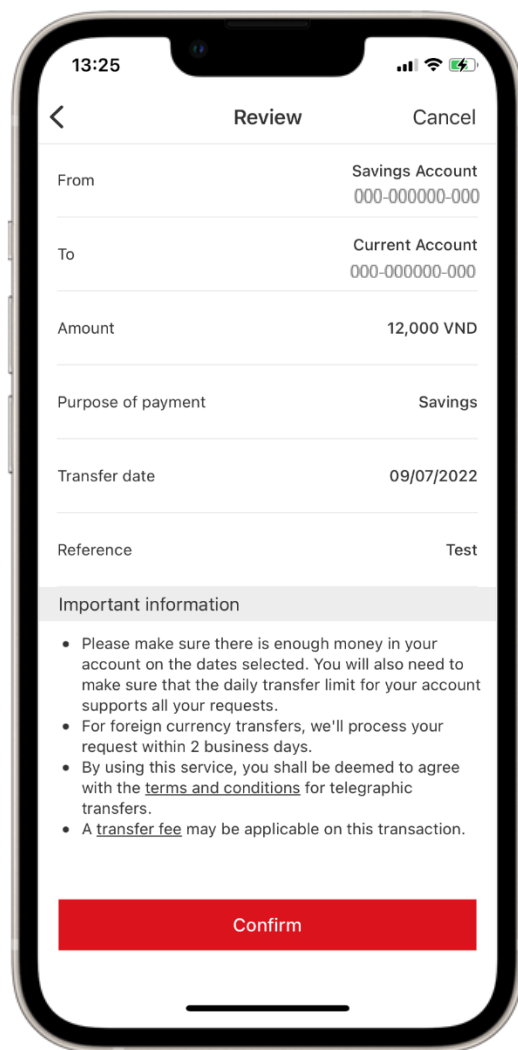 13:25
Review
Cancel
From
Savings Account
000-000000-000
To
Current Account
000-000000-000
Amount
12,000 VND
Purpose of payment
Savings
Transfer date
09/07/2022
Reference
Test
Important information
• Please make sure there is enough money in your
account on the dates selected. You will also need to
make sure that the daily transfer limit for your account
supports all your requests.
• For foreign currency transfers, we'll process your
request within 2 business days.
• By using this service, you shall be deemed to agree
with the terms and conditions for telegraphic
transfers.
• A transfer fee may be applicable on this transaction.
Confirm